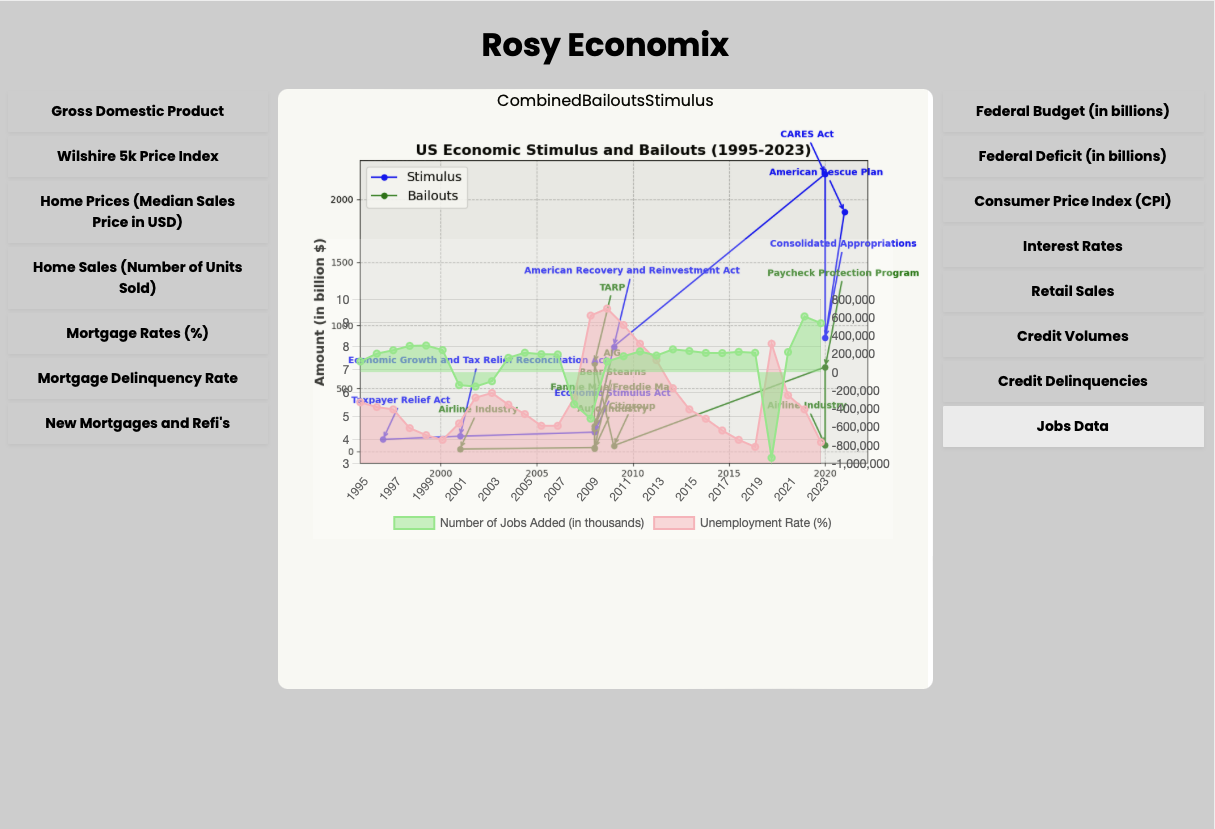 Rosy Economix
Gross Domestic Product
Wilshire 5k Price Index
Home Prices (Median Sales
Price in USD)
Home Sales (Number of Units
Sold)
Mortgage Rates (%)
Mortgage Delinquency Rate
New Mortgages and Refi's
CombinedBailoutsStimulus
CARES Act
US Economic Stimulus and Bailouts (1995-2023)
Stimulus
Bailouts
American Rescue Plan
Consolidated Appropriations
American Recovery and Reinvestment Act
Paycheck Protection Program
TARP
AIG
Economic Growth and Tax Relief Reconciliation Act
Bear Stearns
Fannie Mae/Freddie Mac
Economic Stimulus Act
Taxpayer Relief Act
Airline Industry
Auto Industry
Citigroup
Airline Industry
Amount (in billion $)
2000
1500
1000
500
0
10
9
8
7
6
5
4
3
800,000
600,000
400,000
200,000
0
-200,000
-400,000
-600,000
-800,000
-1,000,000
2000
2005
2010
2015
2020
1995
1997
1999
2001
2003
2005
2007
2009
2011
2013
2015
2017
2019
2021
2023
Number of Jobs Added (in thousands)
Unemployment Rate (%)
Federal Budget (in billions)
Federal Deficit (in billions)
Consumer Price Index (CPI)
Interest Rates
Retail Sales
Credit Volumes
Credit Delinquencies
Jobs Data